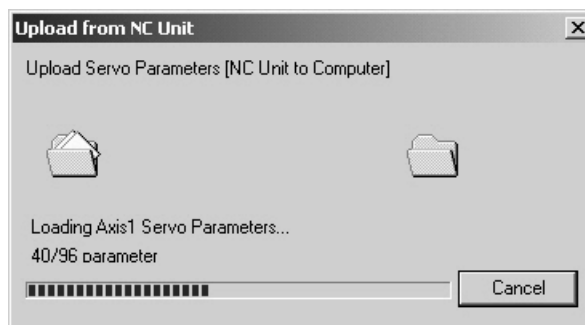 Upload from NC Unit
Upload Servo Parameters [NC Unit to Computer]
Loading Axis1 Servo Parameters...
40/96 parameter
Cancel